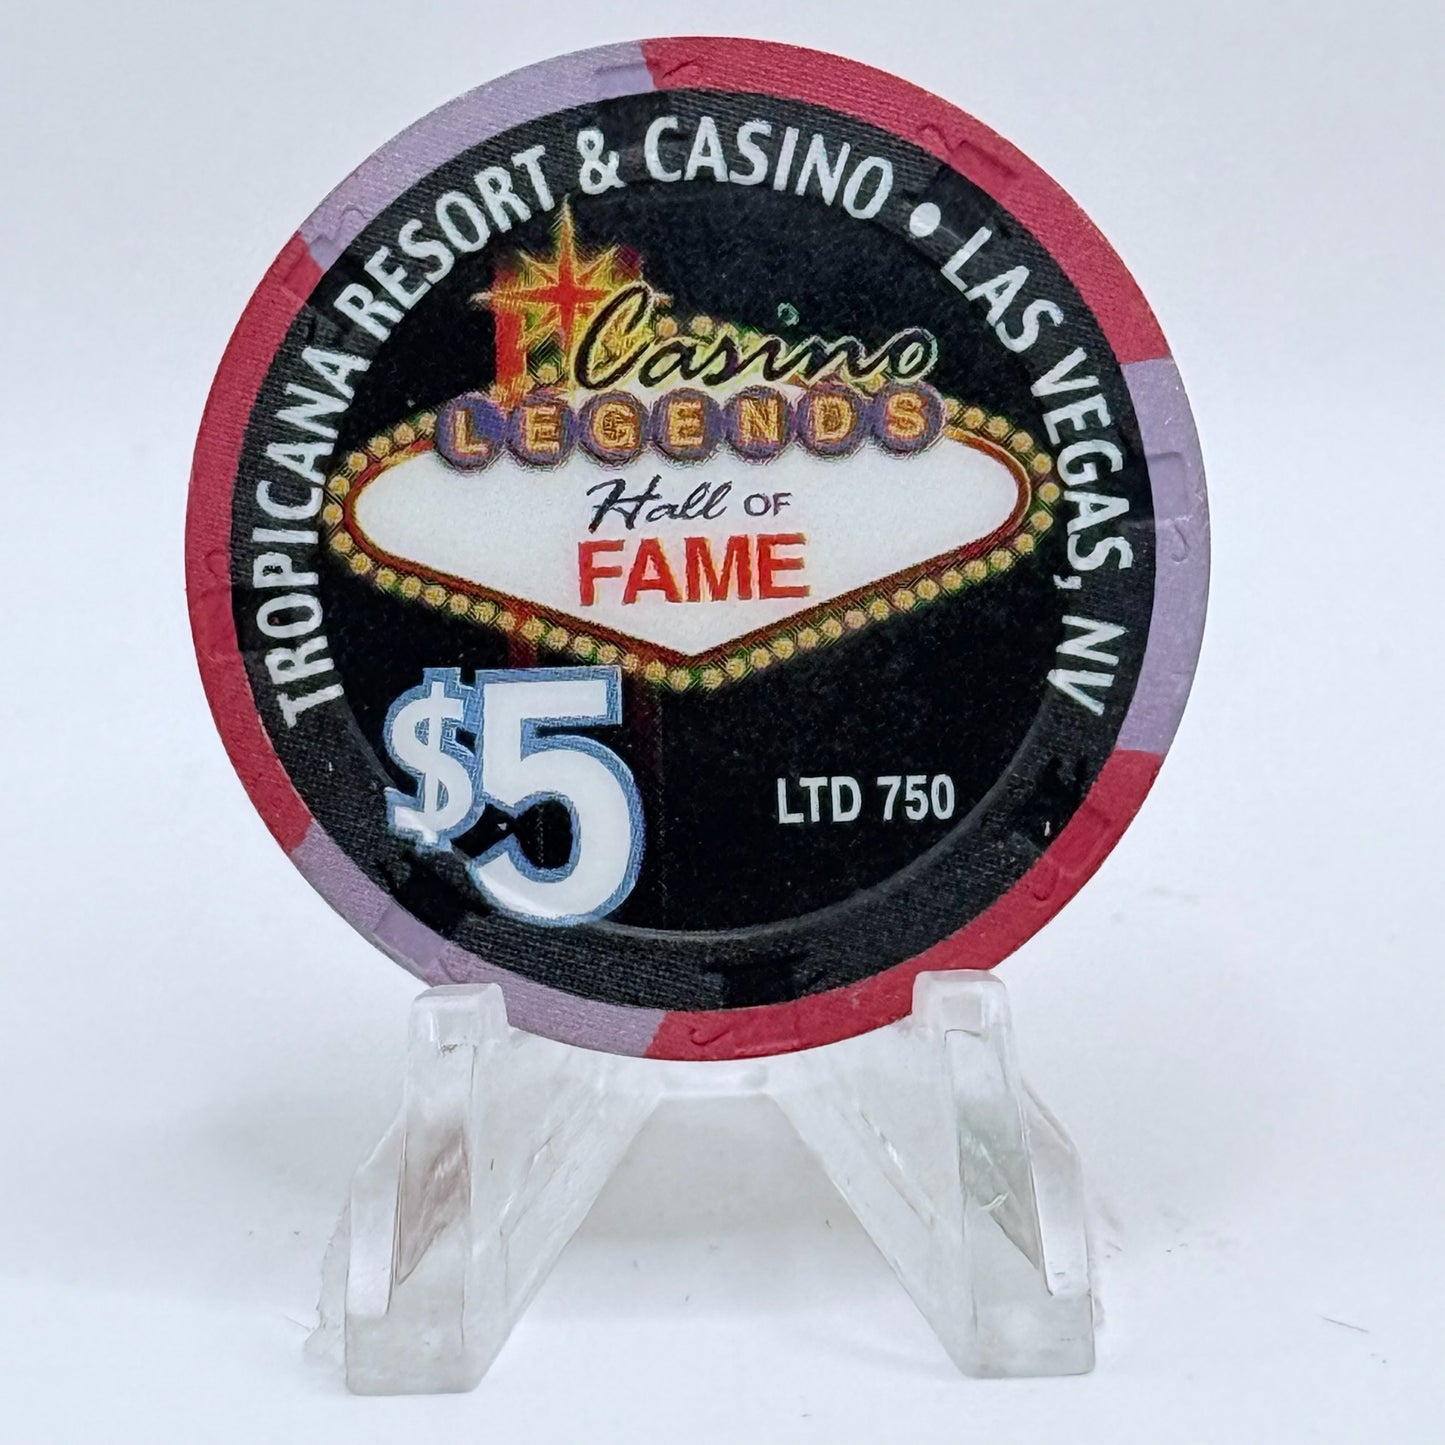 TROPICANA RESORT & CASINO • LAS VEGAS, NV
Casino
LEGENDS
Hall OF
FAME
$5
LTD 750